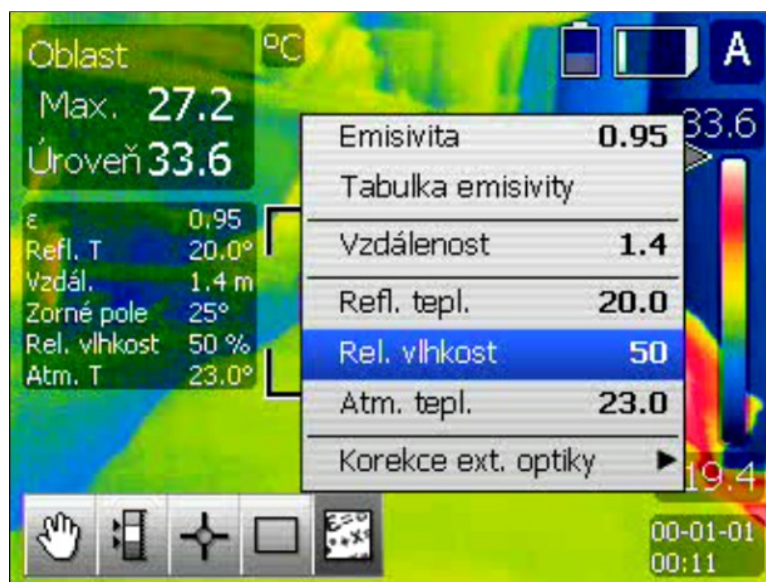 Oblast
°C
A
Max. 27.2
Úroveň 33.6
33.6
ε 0.95
Refl. T 20.0°
Vzdál. 1.4 m
Zorné pole 25°
Rel. vlhkost 50 %
Atm. T 23.0°
Emisivita 0.95
Tabulka emisivity
Vzdálenost 1.4
Refl. tepl. 20.0
Rel. vlhkost 50
Atm. tepl. 23.0
Korekce ext. optiky
19.4
00-01-01
00:11